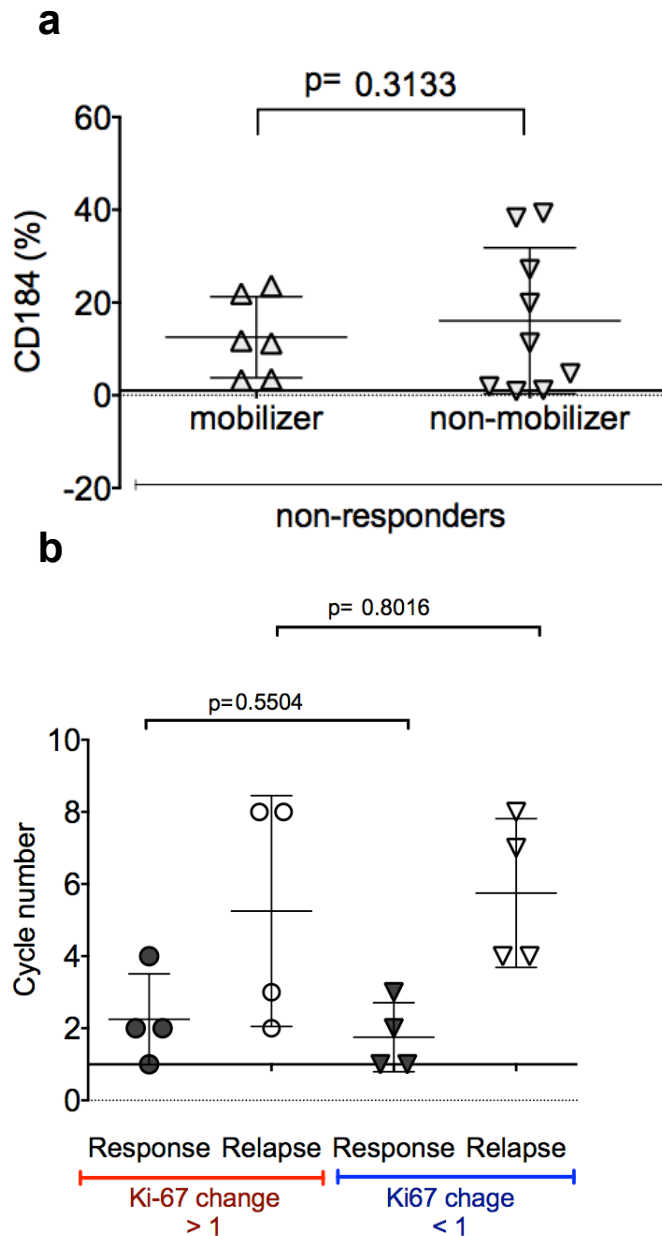 a
p= 0.3133
60
40
20
0
-20
CD184 (%)
mobilizer non-mobilizer
non-responders
b
p= 0.8016
p=0.5504
10
8
6
4
2
0
Cycle number
Response Relapse Response Relapse
Ki-67 change Ki67 chage
> 1 < 1